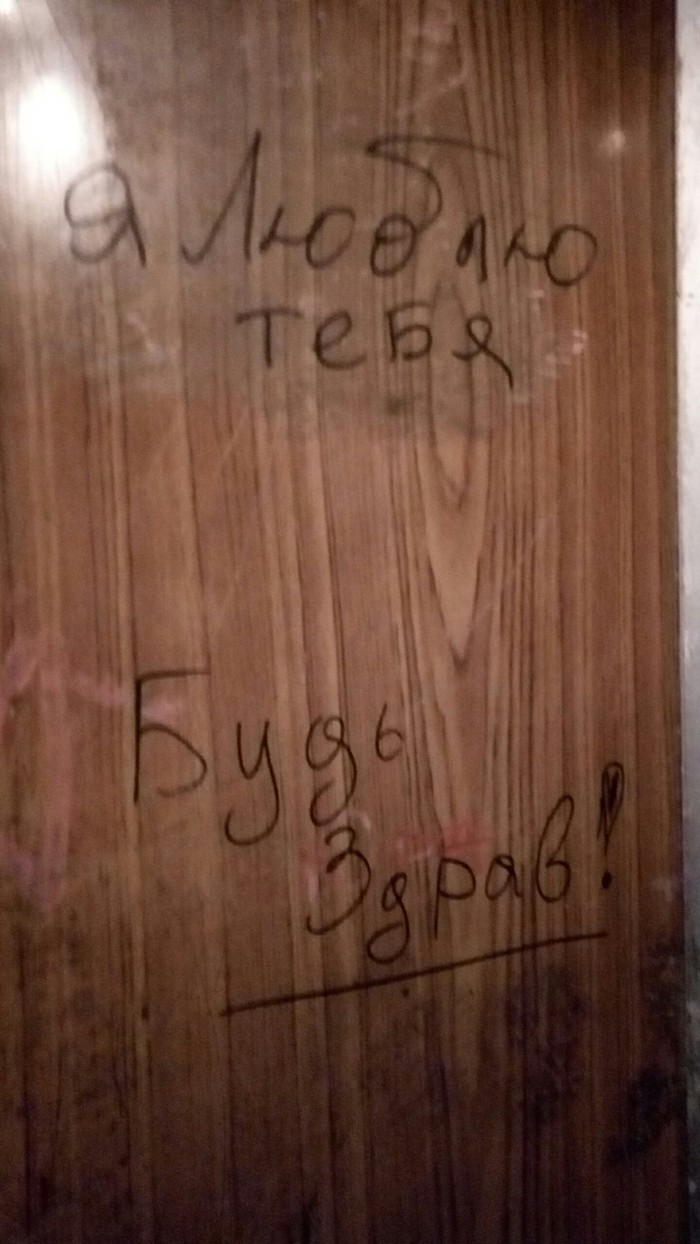 Я Люблю
тебя
Будь
Здрав!